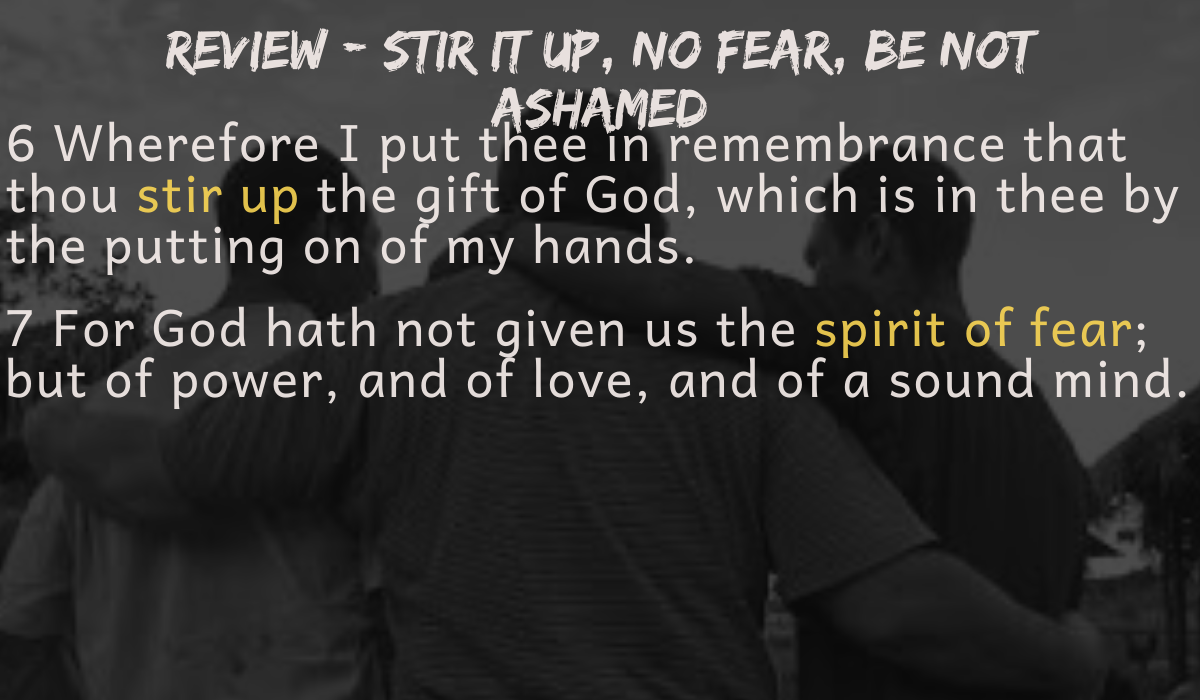 REVIEW - STIR IT UP, NO FEAR, BE NOT
ASHAMED
6 Wherefore I put thee in remembrance that
thou stir up the gift of God, which is in thee by
the putting on of my hands.
7 For God hath not given us the spirit of fear;
but of power, and of love, and of a sound mind.